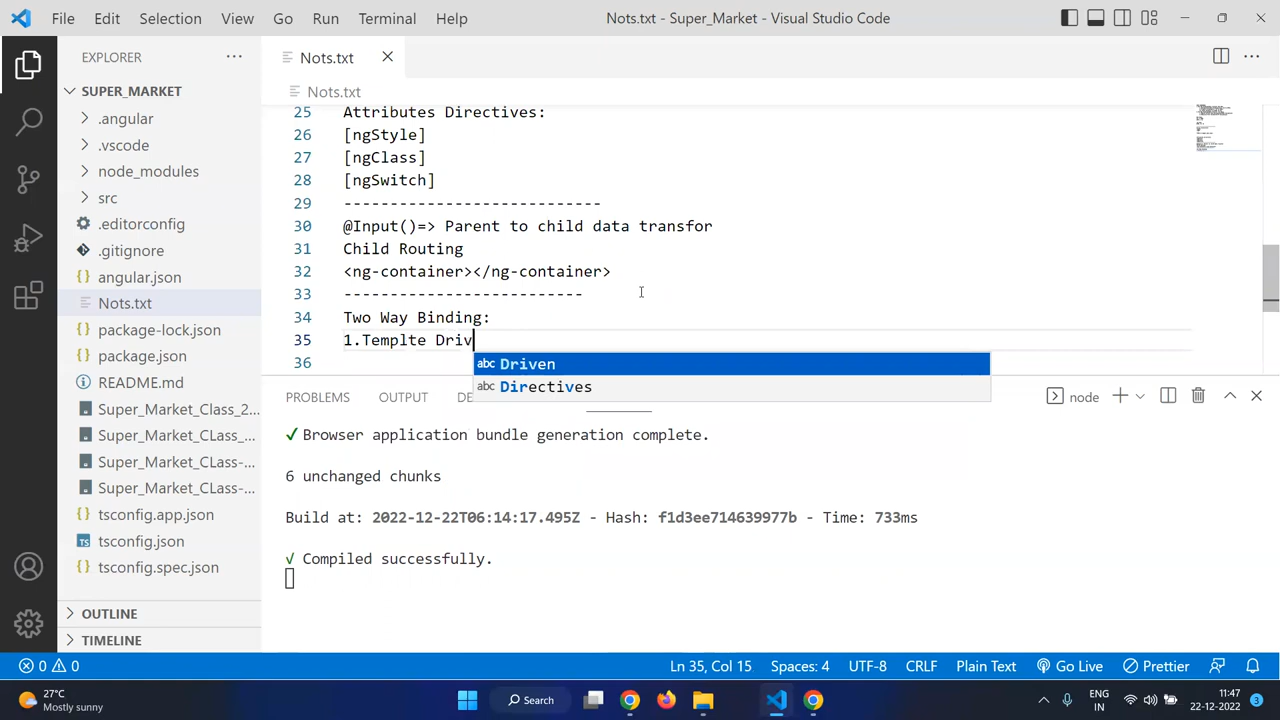 File Edit Selection View Go Run Terminal Help
Nots.txt - Super_Market - Visual Studio Code
EXPLORER
SUPER_MARKET
.angular
.vscode
node_modules
src
.editorconfig
.gitignore
angular.json
Nots.txt
package-lock.json
package.json
README.md
Super_Market_Class_2...
Super_Market_CLass_...
Super_Market_CLass-...
Super_Market_CLass-...
tsconfig.app.json
tsconfig.json
tsconfig.spec.json
OUTLINE
TIMELINE
Nots.txt
Nots.txt
25 Attributes Directives:
26 [ngStyle]
27 [ngClass]
28 [ngSwitch]
29 ----------------------------
30 @Input()=> Parent to child data transfor
31 Child Routing
32 <ng-container></ng-container>
33 --------------------------
34 Two Way Binding:
35 1.Templte Driv
36
abc Driven
abc Directives
PROBLEMS OUTPUT DE
node
✓ Browser application bundle generation complete.
6 unchanged chunks
Build at: 2022-12-22T06:14:17.495Z - Hash: f1d3ee714639977b - Time: 733ms
√ Compiled successfully.
0 0
Ln 35, Col 15 Spaces: 4 UTF-8 CRLF Plain Text Go Live Prettier
27°C
Mostly sunny
Search
ENG
IN
11:47
22-12-2022
3